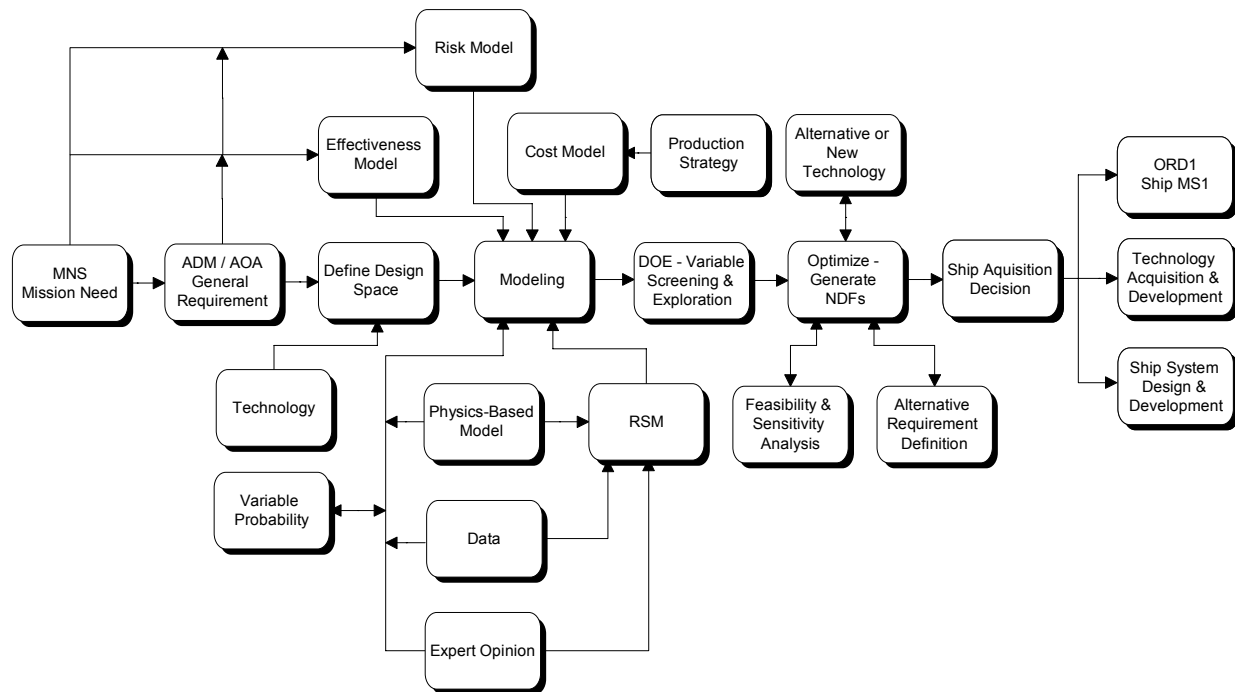 Risk Model
Effectiveness
Model
Cost Model
Production
Strategy
Alternative or
New
Technology
ORD1
Ship MS1
MNS
Mission Need
ADM / AOA
General
Requirement
Define Design
Space
Modeling
DOE - Variable
Screening &
Exploration
Optimize -
Generate
NDFs
Ship Aquisition
Decision
Technology
Acquisition &
Development
Technology
Physics-Based
Model
RSM
Feasibility &
Sensitivity
Analysis
Alternative
Requirement
Definition
Ship System
Design &
Development
Variable
Probability
Data
Expert Opinion